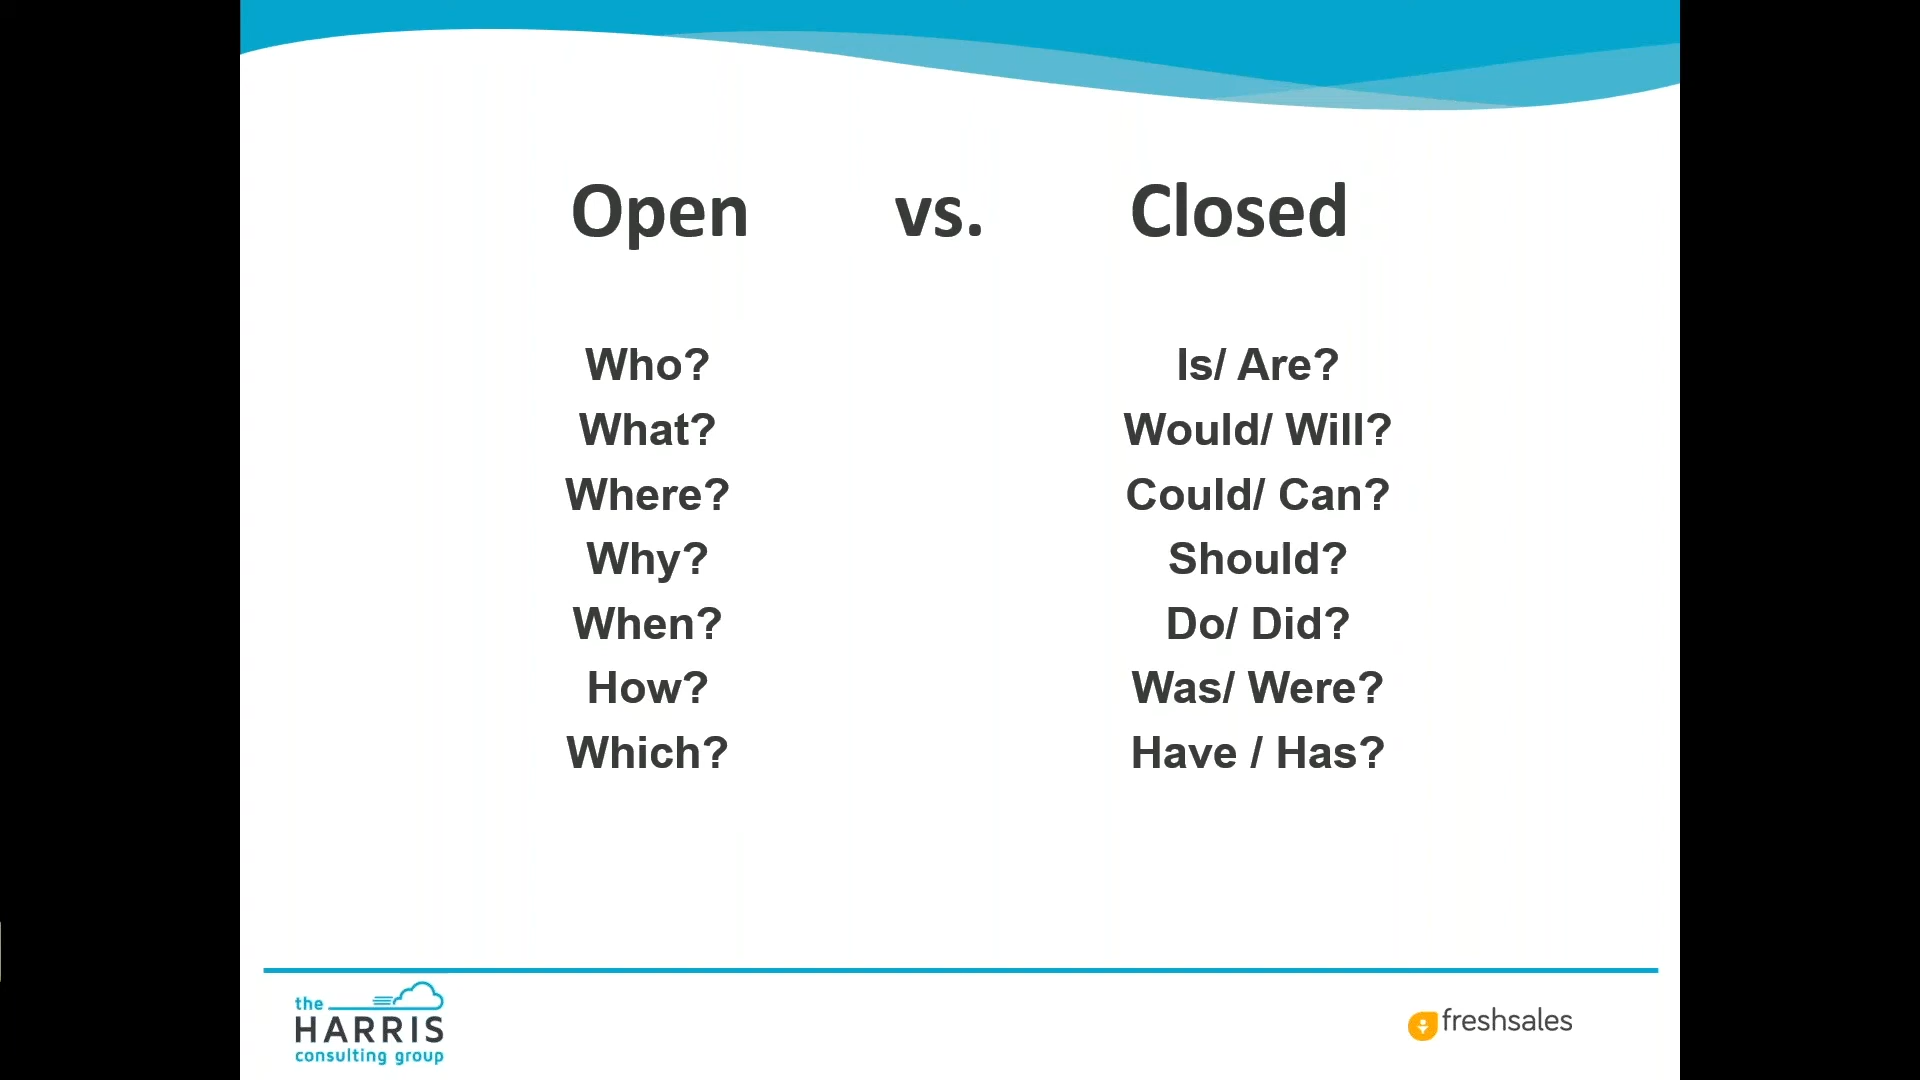 Open vs. Closed
Who?
What?
Where?
Why?
When?
How?
Which?
Is/ Are?
Would/ Will?
Could/ Can?
Should?
Do/ Did?
Was/ Were?
Have / Has?
the
HARRIS
consulting group
freshsales